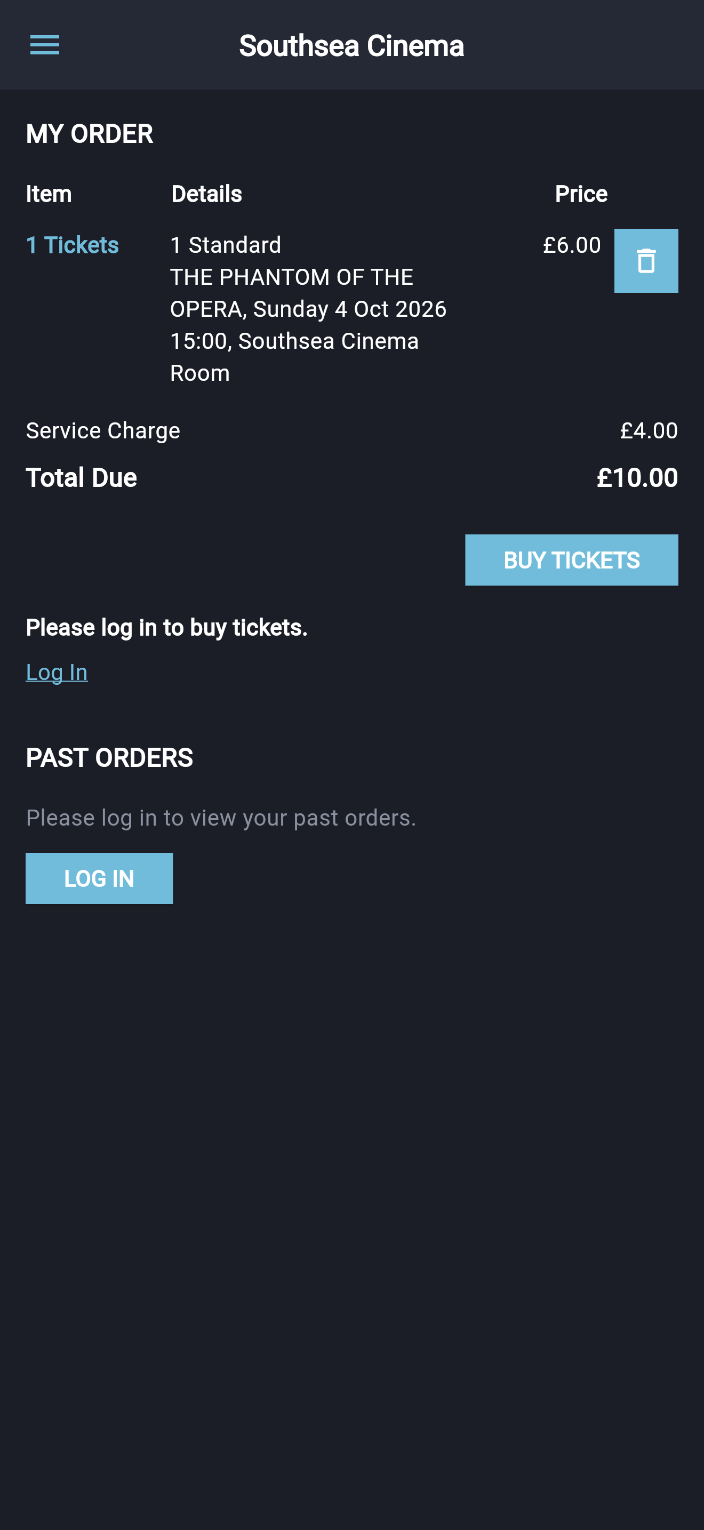 Southsea Cinema
MY ORDER
Item Details Price
1 Tickets 1 Standard £6.00
THE PHANTOM OF THE
OPERA, Sunday 4 Oct 2026
15:00, Southsea Cinema
Room
Service Charge £4.00
Total Due £10.00
BUY TICKETS
Please log in to buy tickets.
Log In
PAST ORDERS
Please log in to view your past orders.
LOG IN